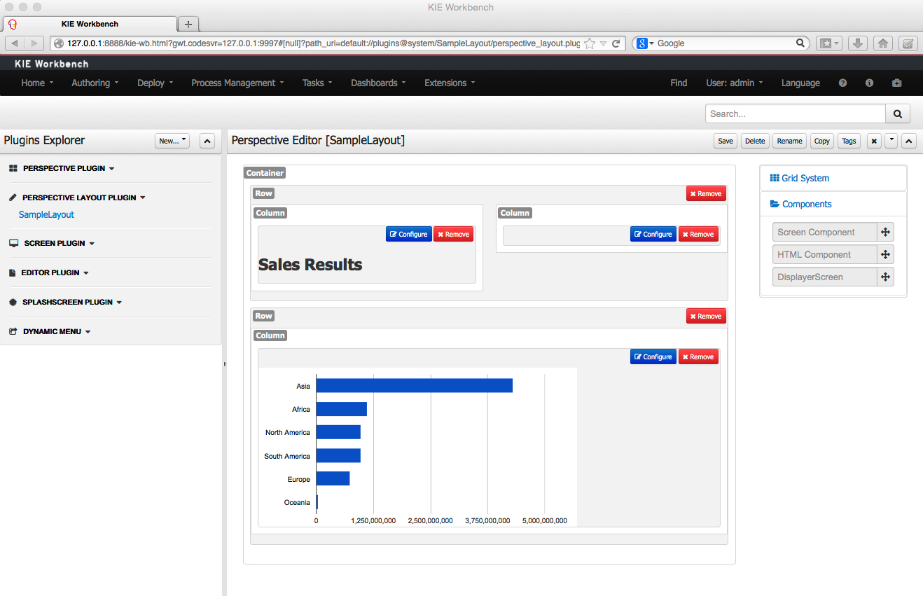 KIE Workbench
KIE Workbench
127.0.0.1:8888/kie-wb.html?gwt.codesvr=127.0.0.1:9997#[null]?path_uri=default://plugins@system/SampleLayout/perspective_layout.plug
Google
KIE Workbench
Home Authoring Deploy Process Management Tasks Dashboards Extensions Find User: admin Language
Search...
Plugins Explorer New...
Perspective Editor [SampleLayout] Save Delete Rename Copy Tags
PERSPECTIVE PLUGIN
PERSPECTIVE LAYOUT PLUGIN
SampleLayout
SCREEN PLUGIN
EDITOR PLUGIN
SPLASHSCREEN PLUGIN
DYNAMIC MENU
Container
Row Remove
Column
Configure Remove
Sales Results
Column
Configure Remove
Row Remove
Column
Configure Remove
Asia
Africa
North America
South America
Europe
Oceania
0 1,250,000,000 2,500,000,000 3,750,000,000 5,000,000,000
Grid System
Components
Screen Component
HTML Component
DisplayerScreen